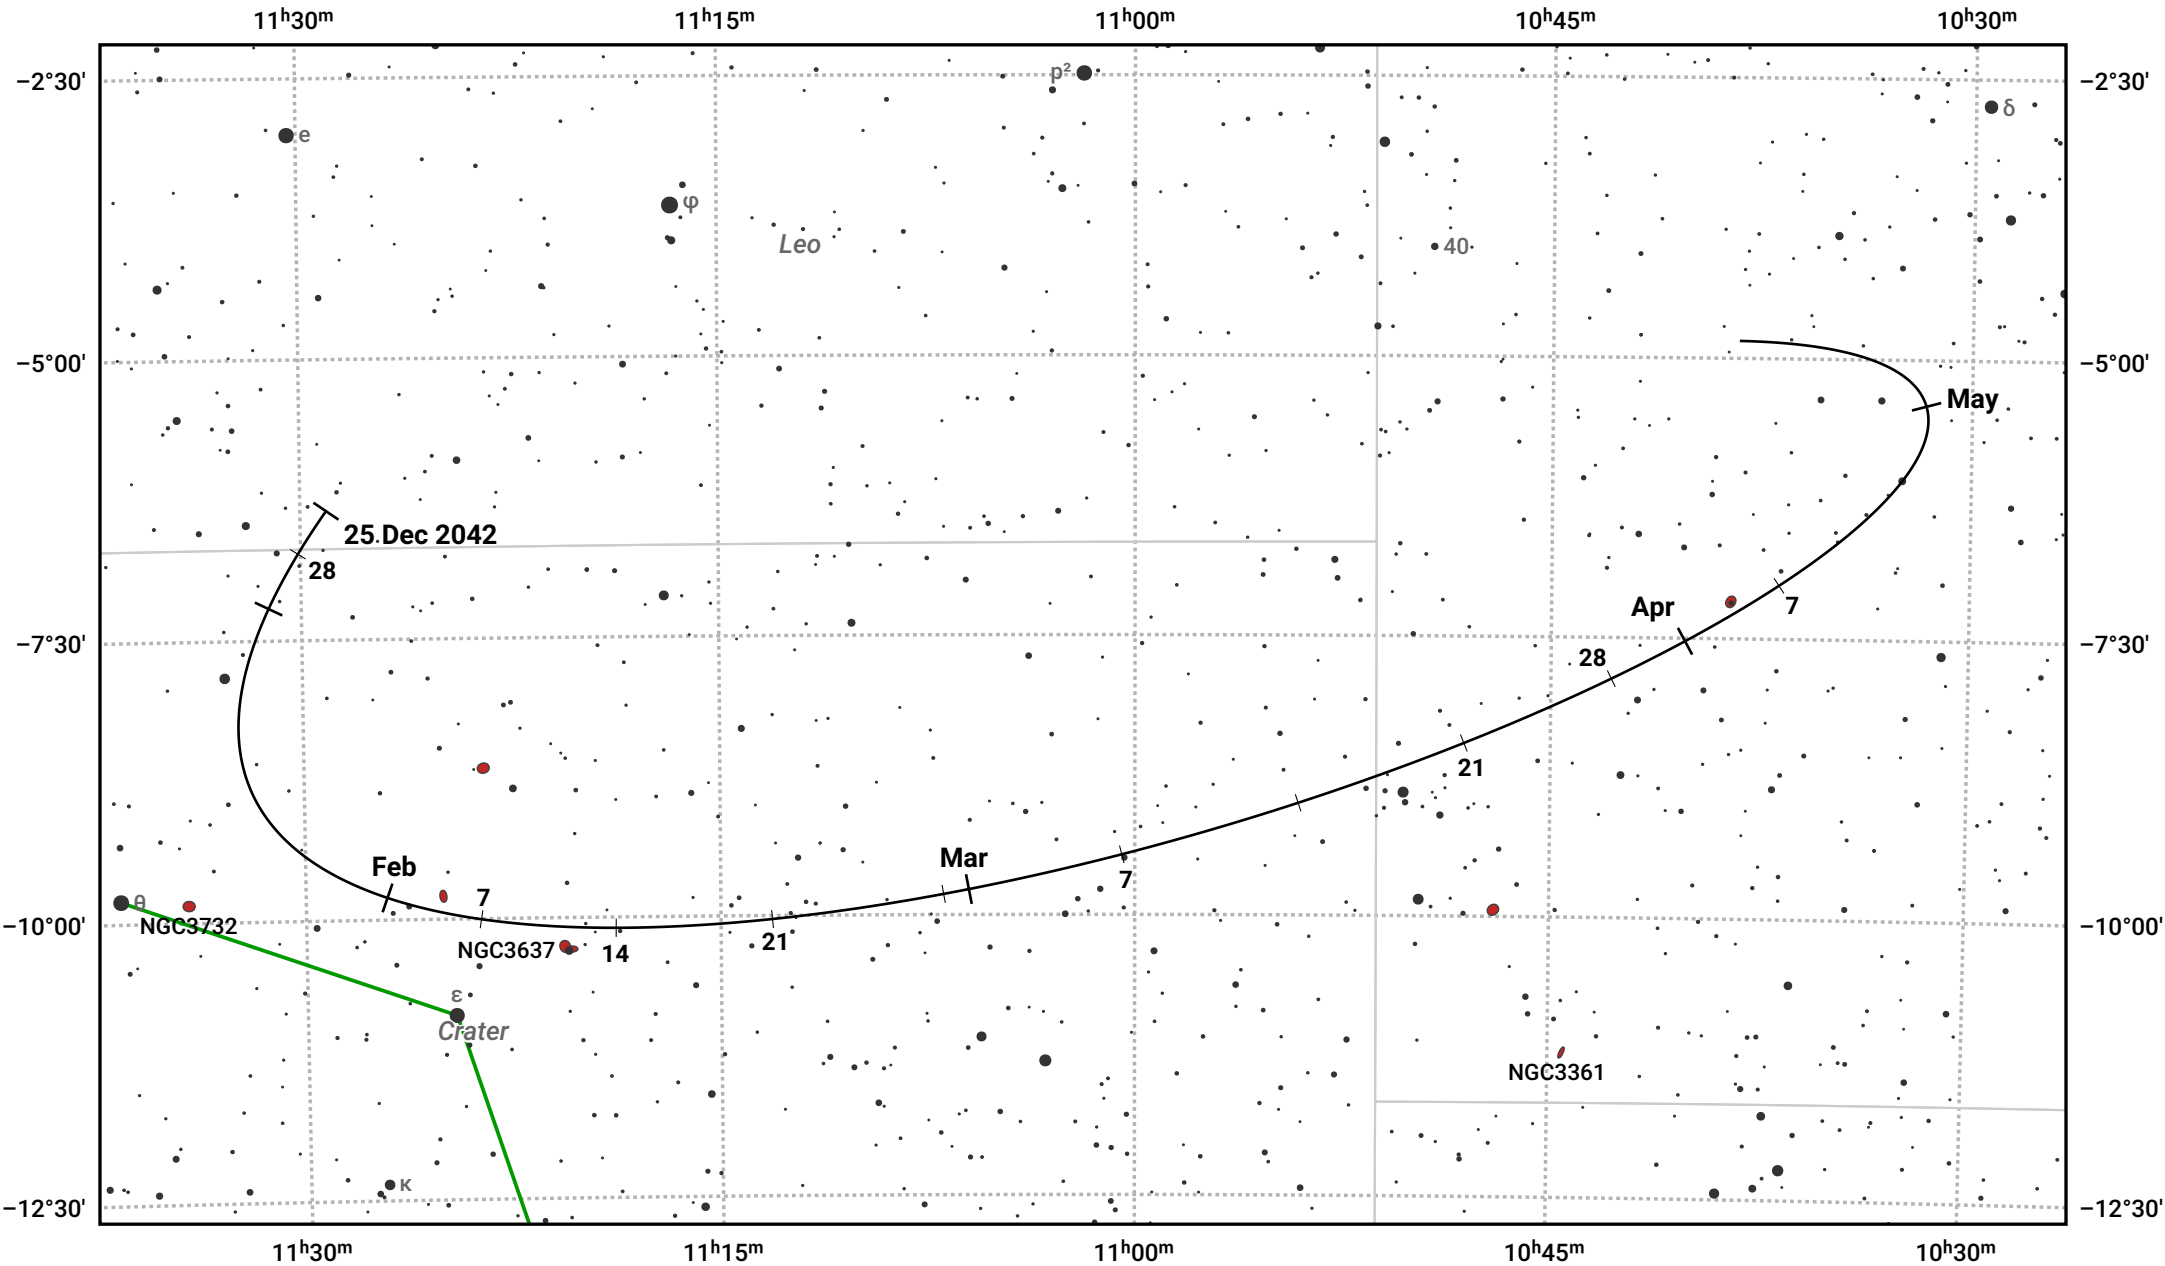 11ʰ30ᵐ 11ʰ15ᵐ 11ʰ00ᵐ 10ʰ45ᵐ 10ʰ30ᵐ
−2°30' p² −2°30'
δ
e
φ
Leo 40
−5°00' −5°00'
May
25.Dec 2042
28
Apr 7
−7°30' −7°30'
28
21
Feb Mar
7 7
θ
NGC3732 −10°00' −10°00'
NGC3637 14 21
ε
Crater
NGC3361
κ
−12°30' −12°30'
11ʰ30ᵐ 11ʰ15ᵐ 11ʰ00ᵐ 10ʰ45ᵐ 10ʰ30ᵐ